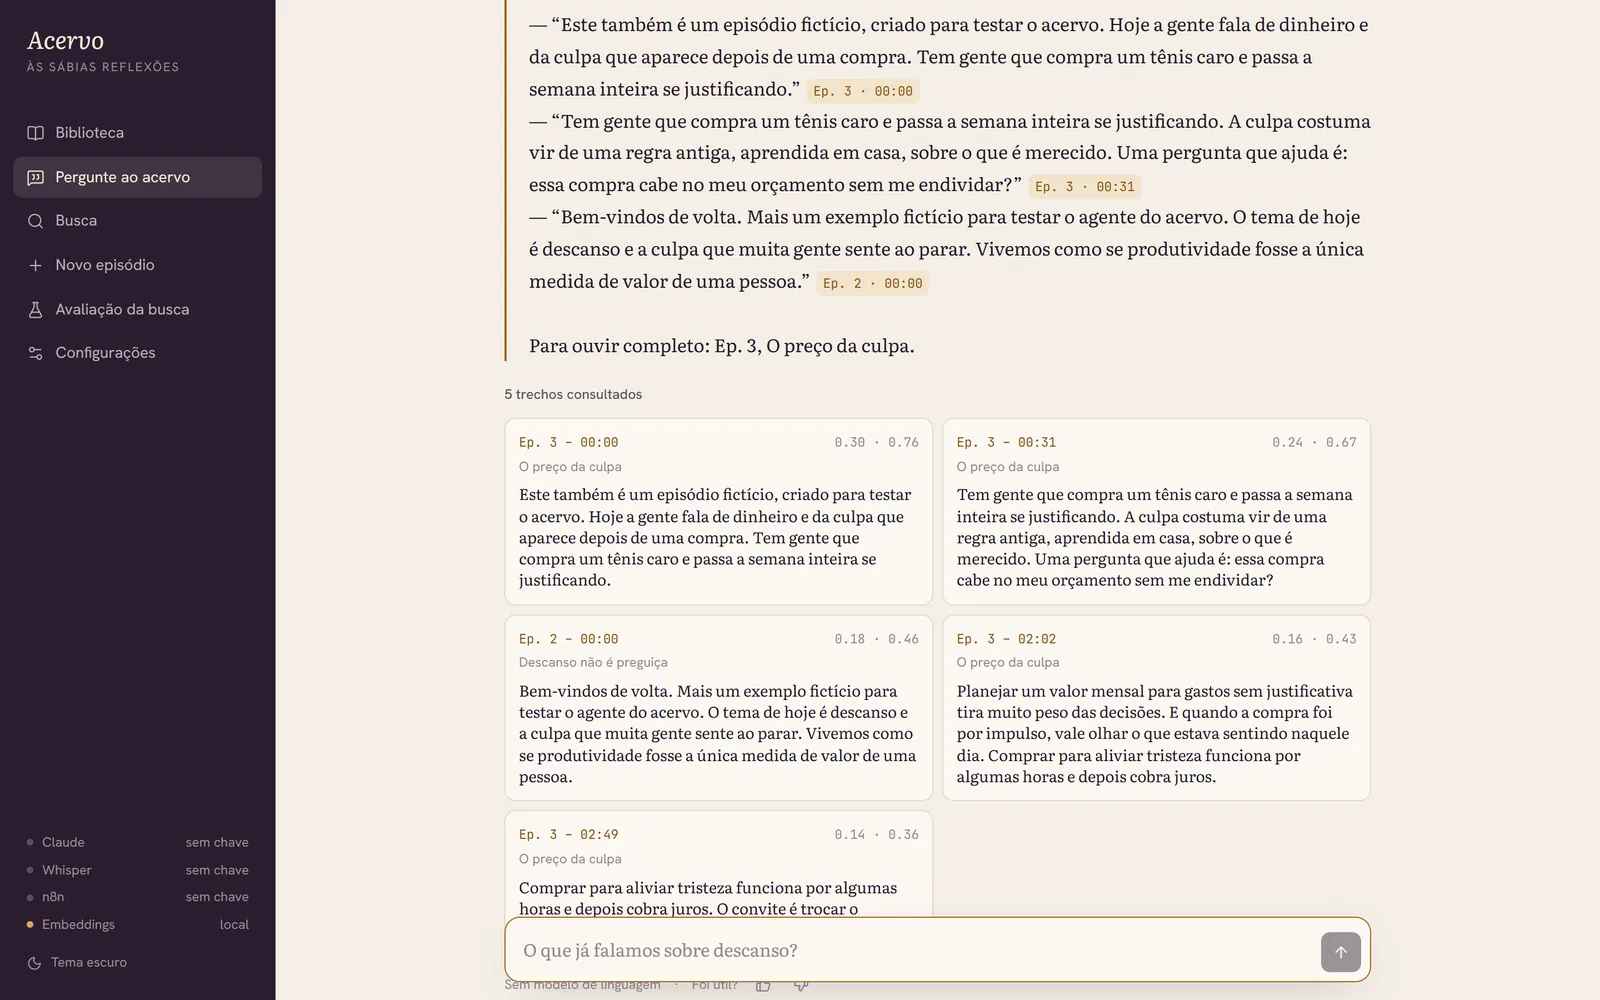 Acervo
ÀS SÁBIAS REFLEXÕES
Biblioteca
Pergunte ao acervo
Busca
Novo episódio
Avaliação da busca
Configurações
Claude sem chave
Whisper sem chave
n8n sem chave
Embeddings local
Tema escuro
— “Este também é um episódio fictício, criado para testar o acervo. Hoje a gente fala de dinheiro e
da culpa que aparece depois de uma compra. Tem gente que compra um tênis caro e passa a
semana inteira se justificando.” Ep. 3 · 00:00
— “Tem gente que compra um tênis caro e passa a semana inteira se justificando. A culpa costuma
vir de uma regra antiga, aprendida em casa, sobre o que é merecido. Uma pergunta que ajuda é:
essa compra cabe no meu orçamento sem me endividar?” Ep. 3 · 00:31
— “Bem-vindos de volta. Mais um exemplo fictício para testar o agente do acervo. O tema de hoje
é descanso e a culpa que muita gente sente ao parar. Vivemos como se produtividade fosse a única
medida de valor de uma pessoa.” Ep. 2 · 00:00
Para ouvir completo: Ep. 3, O preço da culpa.
5 trechos consultados
Ep. 3 – 00:00 0.30 · 0.76
O preço da culpa
Este também é um episódio fictício, criado para testar
o acervo. Hoje a gente fala de dinheiro e da culpa que
aparece depois de uma compra. Tem gente que
compra um tênis caro e passa a semana inteira se
justificando.
Ep. 3 – 00:31 0.24 · 0.67
O preço da culpa
Tem gente que compra um tênis caro e passa a semana
inteira se justificando. A culpa costuma vir de uma
regra antiga, aprendida em casa, sobre o que é
merecido. Uma pergunta que ajuda é: essa compra
cabe no meu orçamento sem me endividar?
Ep. 2 – 00:00 0.18 · 0.46
Descanso não é preguiça
Bem-vindos de volta. Mais um exemplo fictício para
testar o agente do acervo. O tema de hoje é descanso e
a culpa que muita gente sente ao parar. Vivemos como
se produtividade fosse a única medida de valor de uma
pessoa.
Ep. 3 – 02:02 0.16 · 0.43
O preço da culpa
Planejar um valor mensal para gastos sem justificativa
tira muito peso das decisões. E quando a compra foi
por impulso, vale olhar o que estava sentindo naquele
dia. Comprar para aliviar tristeza funciona por
algumas horas e depois cobra juros.
Ep. 3 – 02:49 0.14 · 0.36
O preço da culpa
Comprar para aliviar tristeza funciona por algumas
horas e depois cobra juros. O convite é trocar o
O que já falamos sobre descanso?
Sem modelo de linguagem · Foi útil?